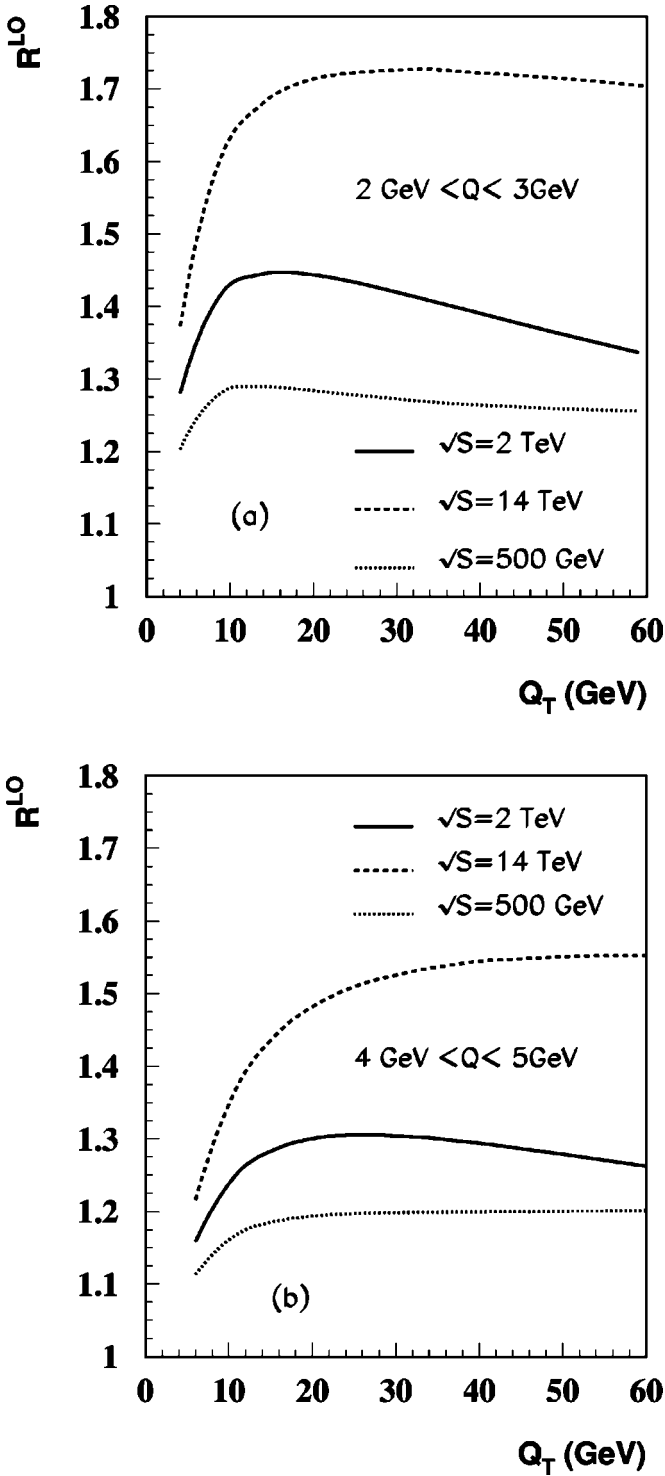 R^LO
1.8
1.7
1.6
1.5
1.4
1.3
1.2
1.1
1
2 GeV <Q< 3GeV
√S=2 TeV
√S=14 TeV
√S=500 GeV
(a)
0 10 20 30 40 50 60
Q_T (GeV)
R^LO
1.8
1.7
1.6
1.5
1.4
1.3
1.2
1.1
1
√S=2 TeV
√S=14 TeV
√S=500 GeV
4 GeV <Q< 5GeV
(b)
0 10 20 30 40 50 60
Q_T (GeV)